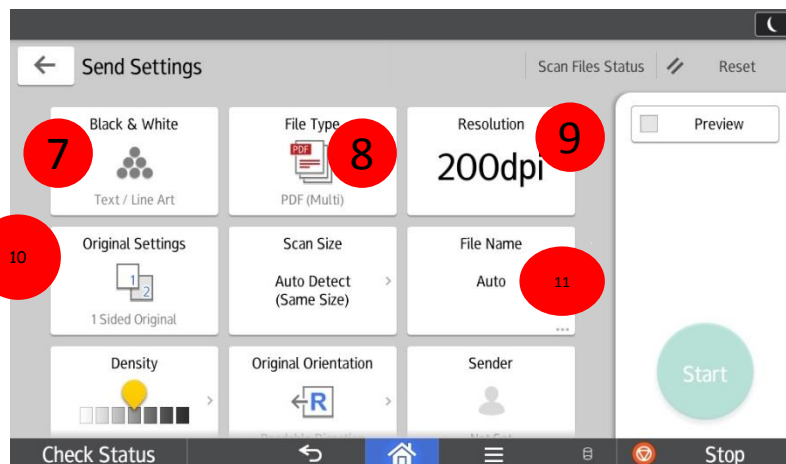 Send Settings
Scan Files Status
Reset
Black & White
7
Text / Line Art
File Type
PDF
8
PDF (Multi)
Resolution
9
200dpi
Preview
10
Original Settings
1
2
1 Sided Original
Scan Size
Auto Detect
(Same Size)
File Name
Auto
11
...
Density
Original Orientation
R
Sender
Start
Check Status
Stop